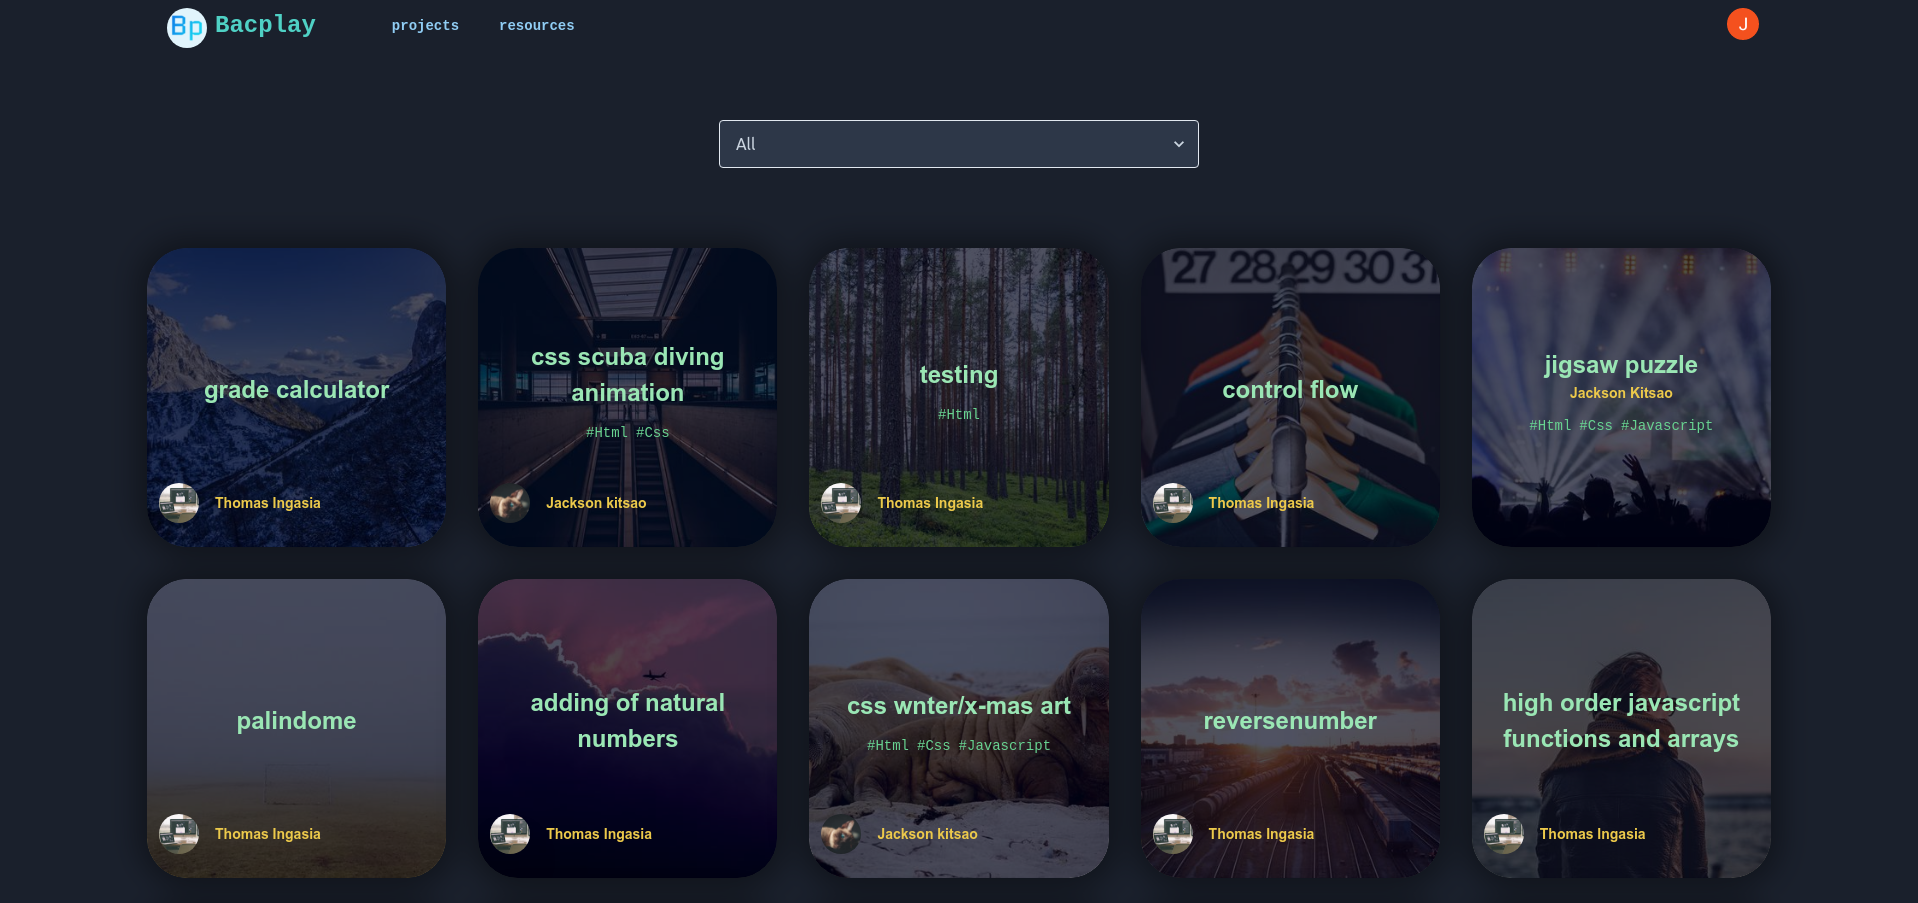 Bp Bacplay
projects
resources
J
All
grade calculator
Thomas Ingasia
css scuba diving
animation
#Html #Css
Jackson kitsao
testing
#Html
Thomas Ingasia
27 28 29 30 31
control flow
Thomas Ingasia
jigsaw puzzle
Jackson Kitsao
#Html #Css #Javascript
palindome
Thomas Ingasia
adding of natural
numbers
Thomas Ingasia
css wnter/x-mas art
#Html #Css #Javascript
Jackson kitsao
reversenumber
Thomas Ingasia
high order javascript
functions and arrays
Thomas Ingasia